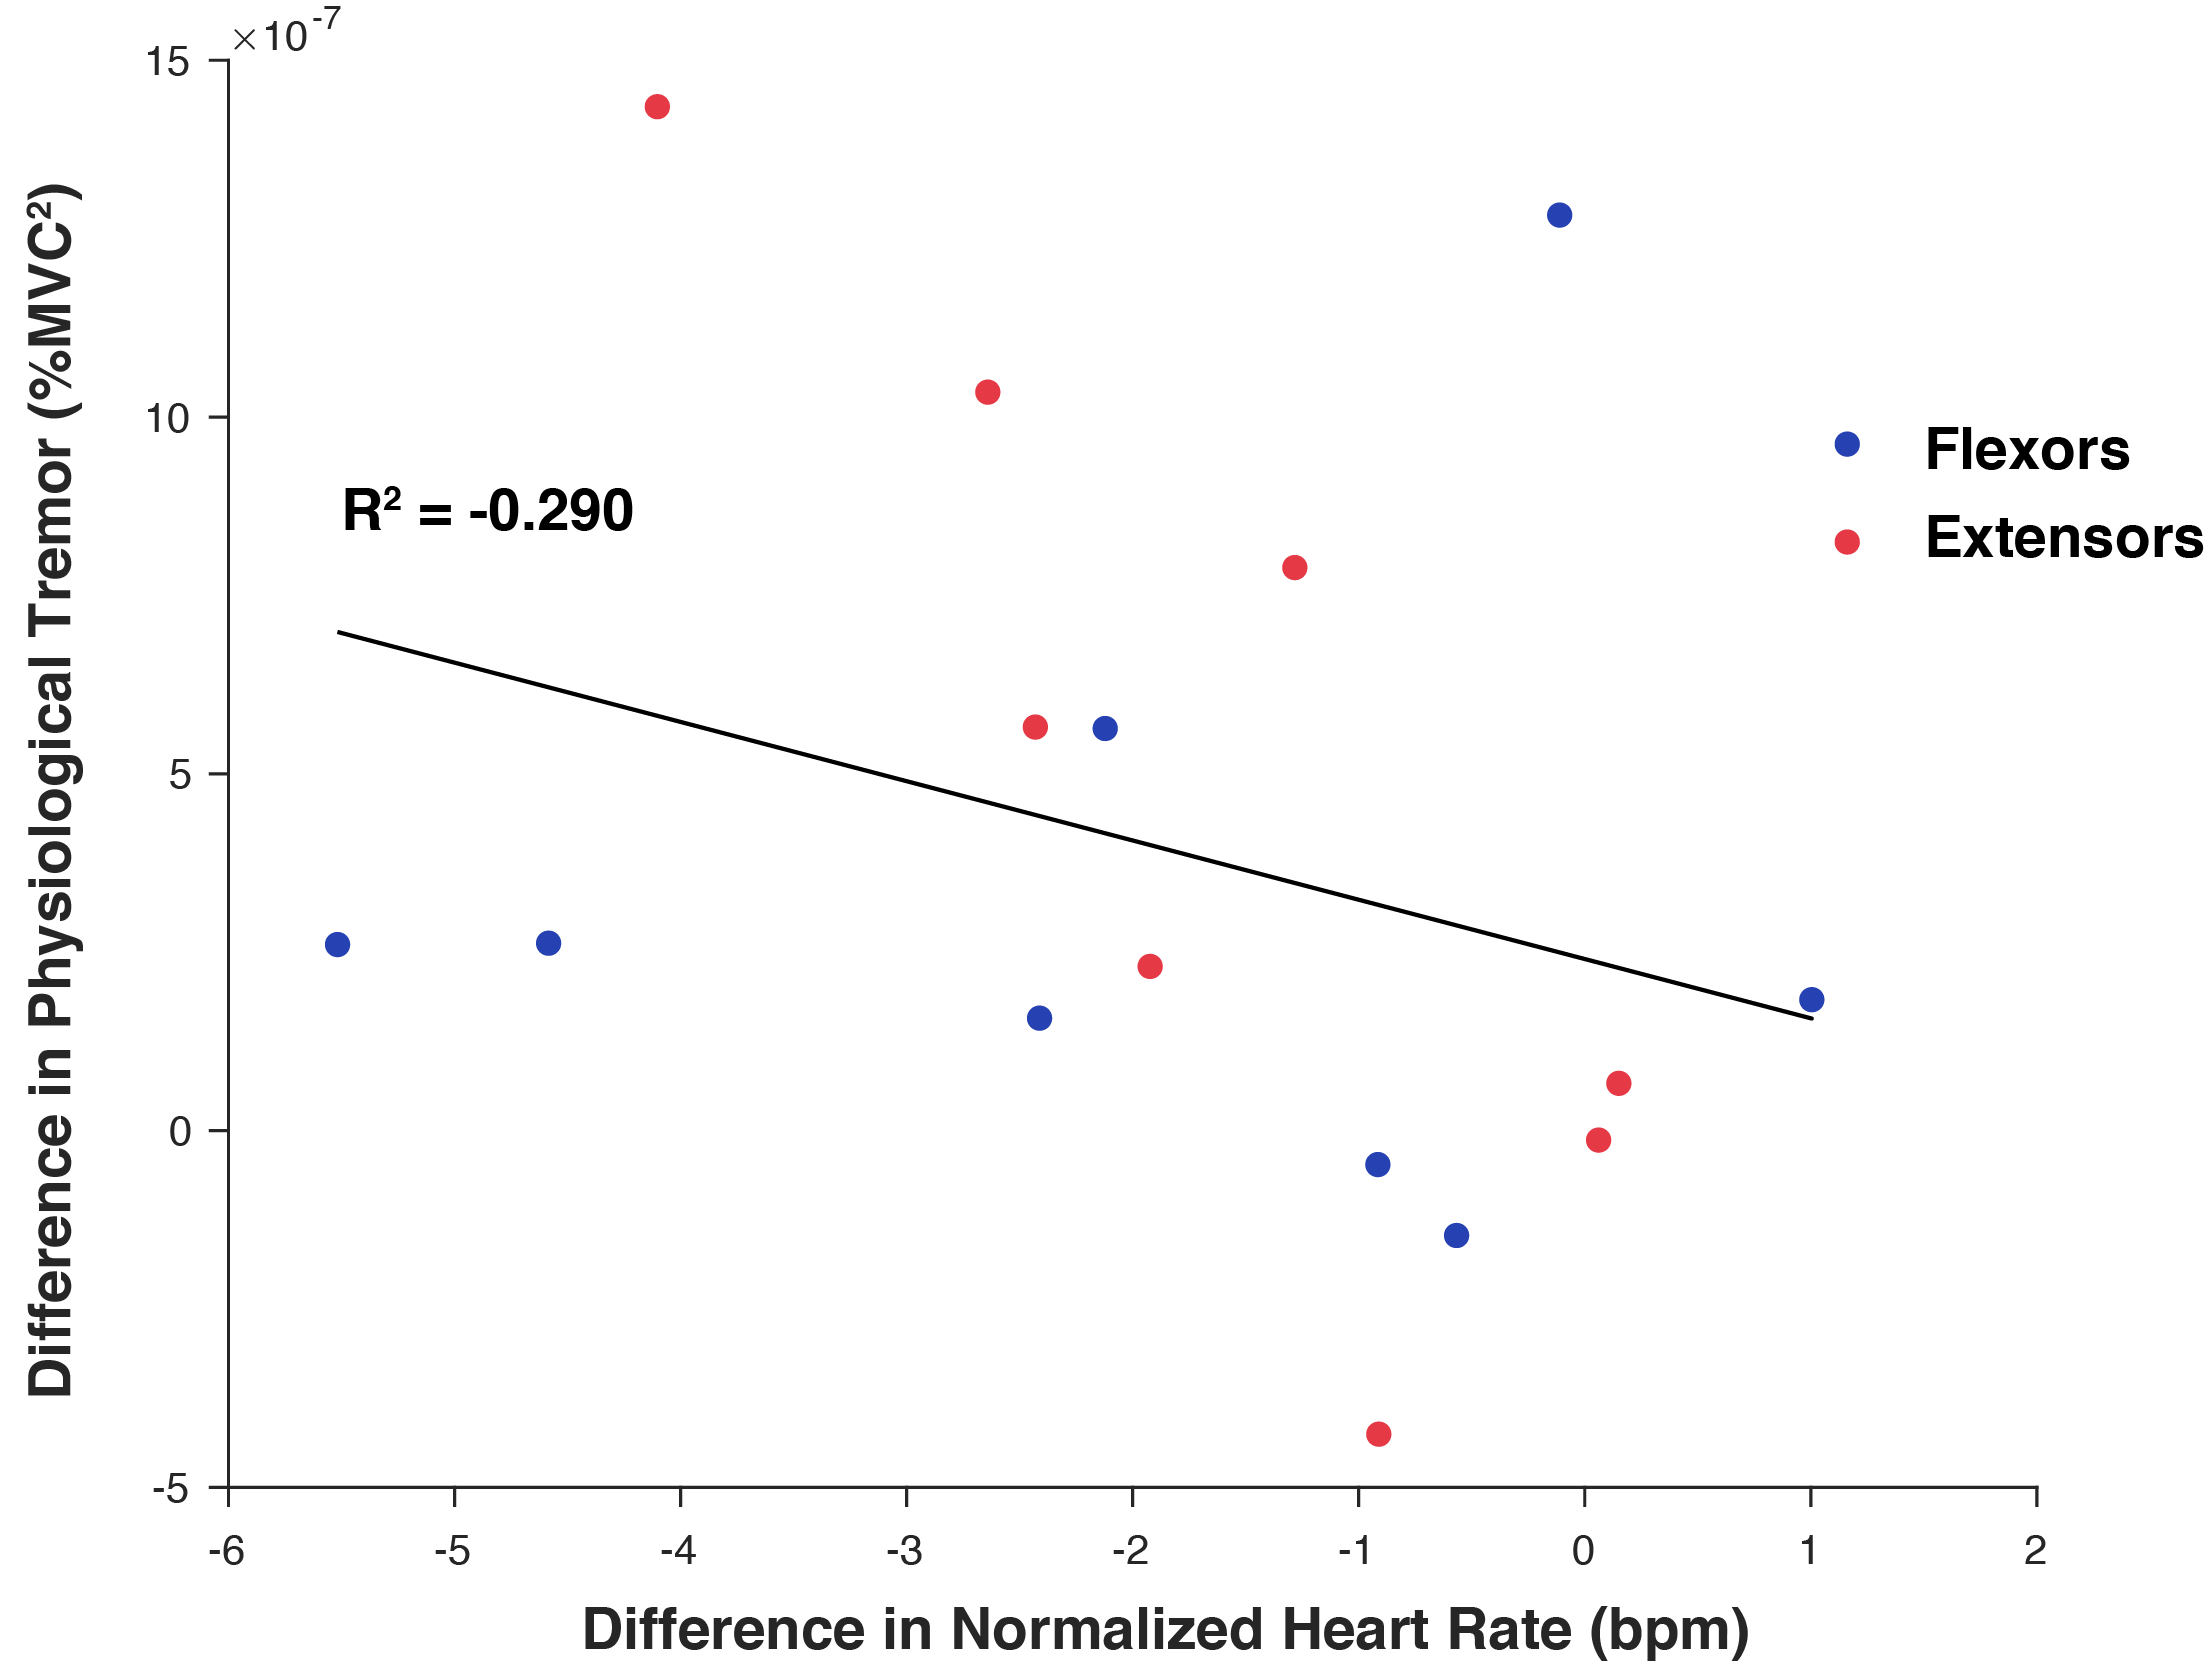 ×10⁻⁷
15
10
5
0
-5
Difference in Physiological Tremor (%MVC²)
R² = -0.290
Flexors
Extensors
-6 -5 -4 -3 -2 -1 0 1 2
Difference in Normalized Heart Rate (bpm)